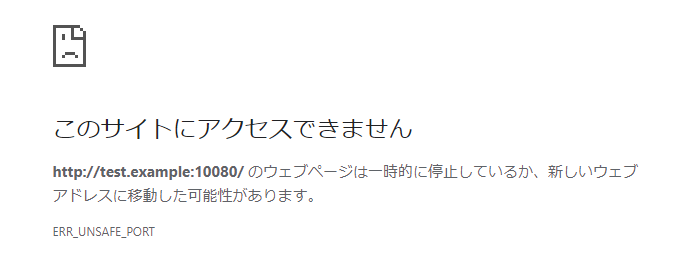 このサイトにアクセスできません
http://test.example:10080/ のウェブページは一時的に停止しているか、新しいウェブ
アドレスに移動した可能性があります。
ERR_UNSAFE_PORT